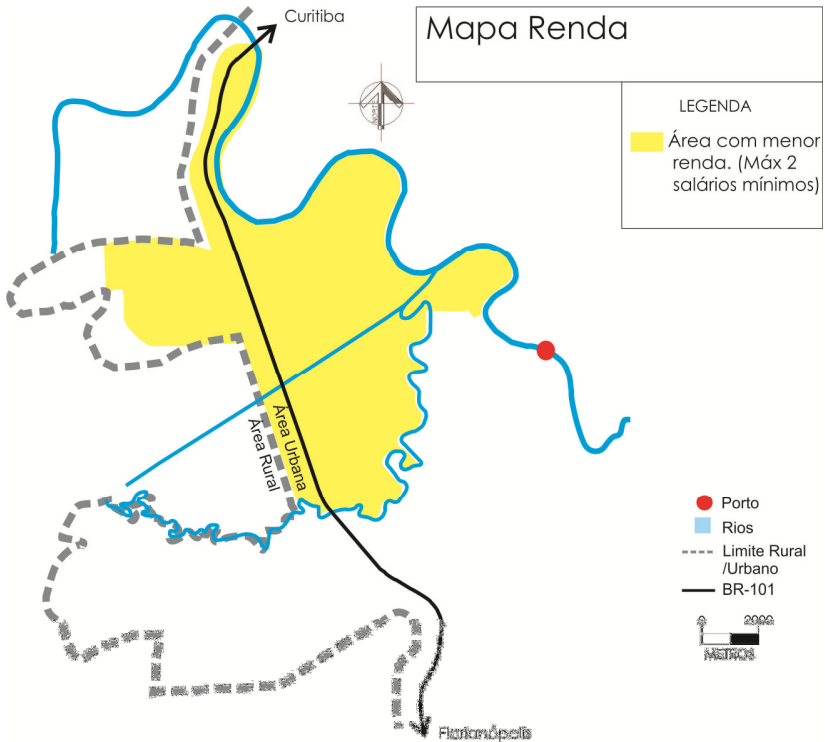 Curitiba
Mapa Renda
NORTE
LEGENDA
Área com menor
renda. (Máx 2
salários mínimos)
Área Urbana
Área Rural
Porto
Rios
Limite Rural
/Urbano
BR-101
0 2000
METROS
Florianópolis